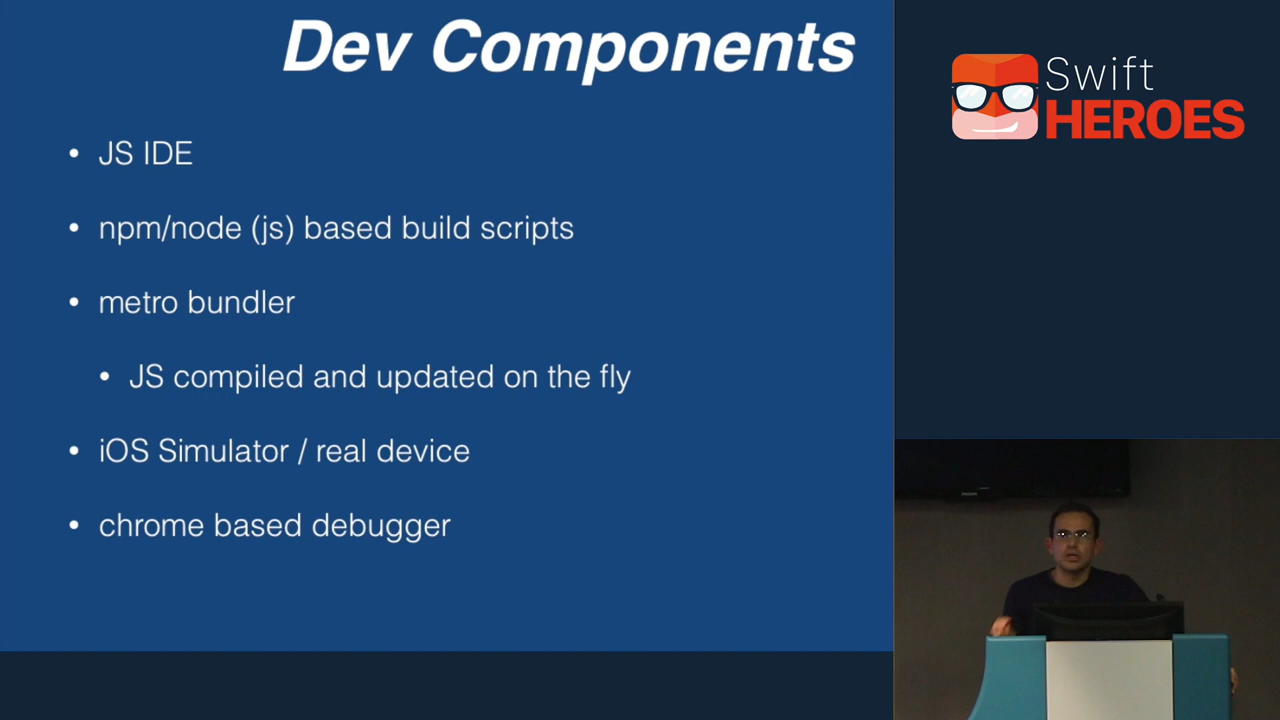 Dev Components
• JS IDE
• npm/node (js) based build scripts
• metro bundler
• JS compiled and updated on the fly
• iOS Simulator / real device
• chrome based debugger
Swift
HEROES